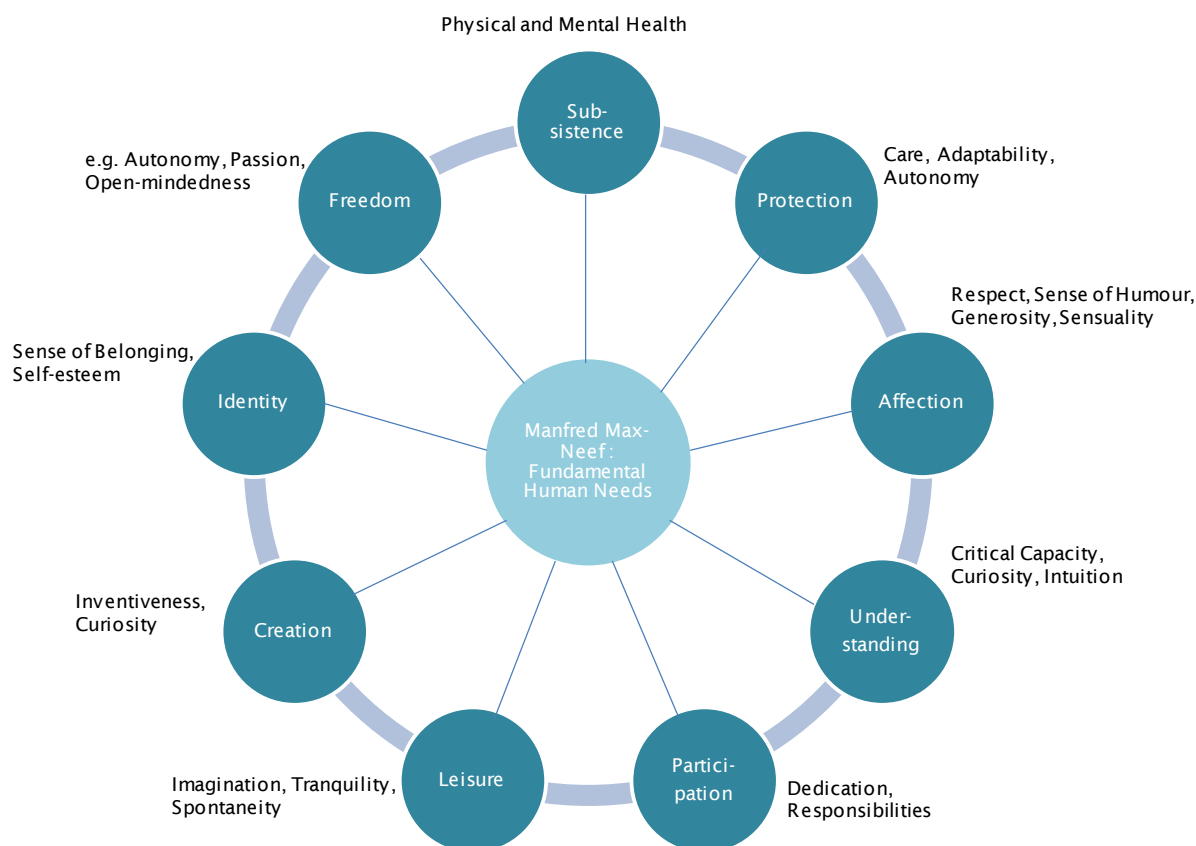 Physical and Mental Health
Sub-
sistence
Care, Adaptability,
Autonomy
Protection
Respect, Sense of Humour,
Generosity, Sensuality
Affection
Critical Capacity,
Curiosity, Intuition
Under-
standing
Dedication,
Responsibilities
Partici-
pation
Imagination, Tranquility,
Spontaneity
Leisure
Inventiveness,
Curiosity
Creation
Sense of Belonging,
Self-esteem
Identity
e.g. Autonomy, Passion,
Open-mindedness
Freedom
Manfred Max-
Neef :
Fundamental
Human Needs